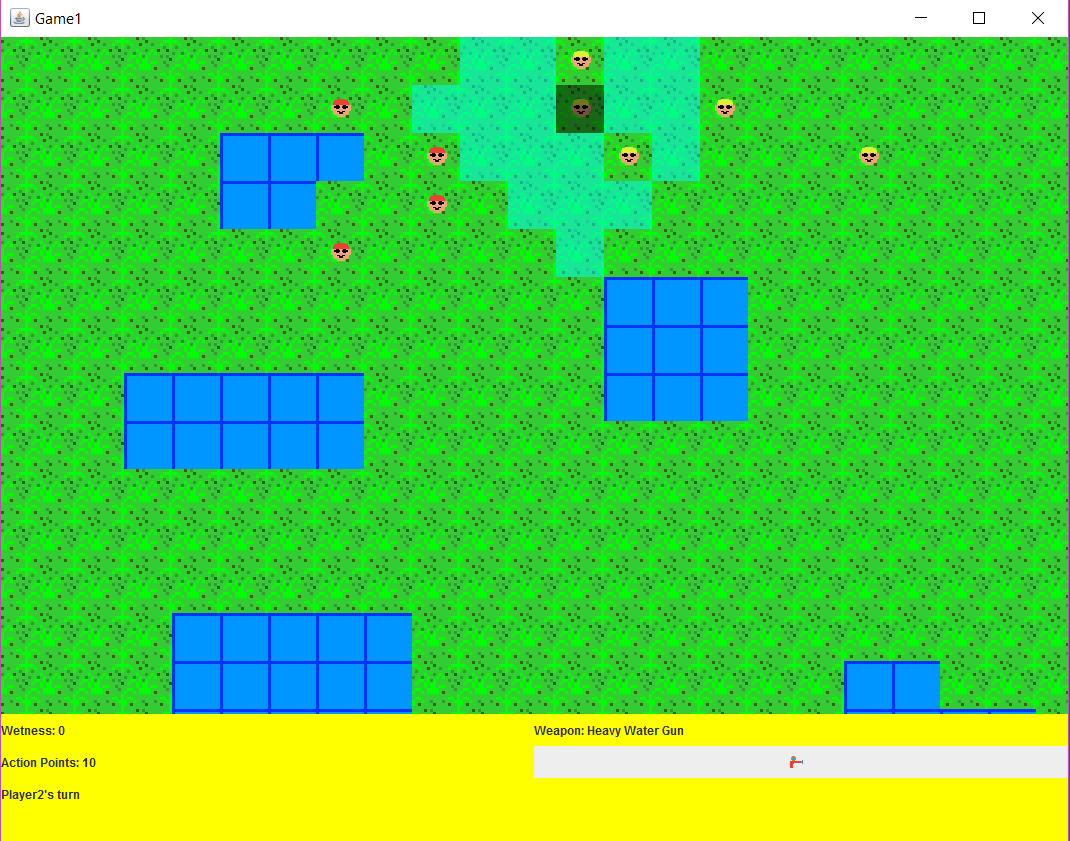 Game1
Wetness: 0
Weapon: Heavy Water Gun
Action Points: 10
Player2's turn